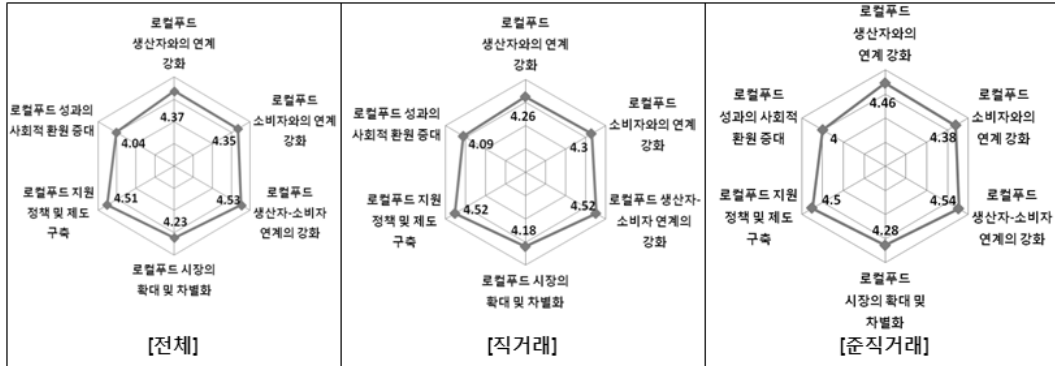 로컬푸드
생산자와의 연계
강화
4.37
로컬푸드
소비자와의 연계
강화
4.35
로컬푸드
생산자-소비자
연계의 강화
4.53
로컬푸드 시장의
확대 및 차별화
4.23
로컬푸드 지원
정책 및 제도
구축
4.51
로컬푸드 성과의
사회적 환원 증대
4.04
[전체]
로컬푸드
생산자와의 연계
강화
4.26
로컬푸드
소비자와의 연계
강화
4.3
로컬푸드 생산자-
소비자 연계의
강화
4.52
로컬푸드 시장의
확대 및 차별화
4.18
로컬푸드 지원
정책 및 제도
구축
4.52
로컬푸드 성과의
사회적 환원 증대
4.09
[직거래]
로컬푸드
생산자와의
연계 강화
4.46
로컬푸드
소비자와의
연계 강화
4.38
로컬푸드
생산자-소비자
연계의 강화
4.54
로컬푸드
시장의 확대 및
차별화
4.28
로컬푸드 지원
정책 및 제도
구축
4.5
로컬푸드
성과의 사회적
환원 증대
4
[준직거래]